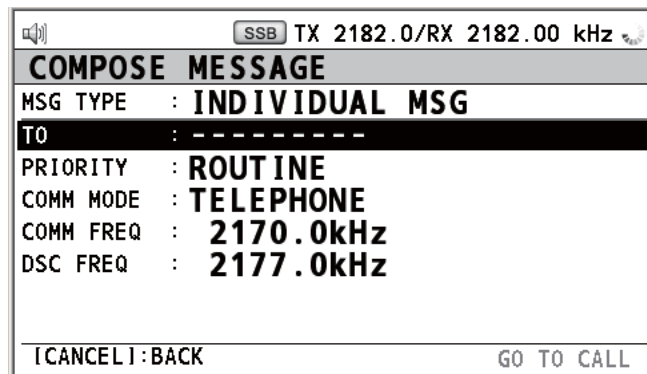 SSB TX 2182.0/RX 2182.00 kHz
COMPOSE MESSAGE
MSG TYPE : INDIVIDUAL MSG
TO : ---------
PRIORITY : ROUTINE
COMM MODE : TELEPHONE
COMM FREQ : 2170.0kHz
DSC FREQ : 2177.0kHz
[CANCEL]:BACK GO TO CALL